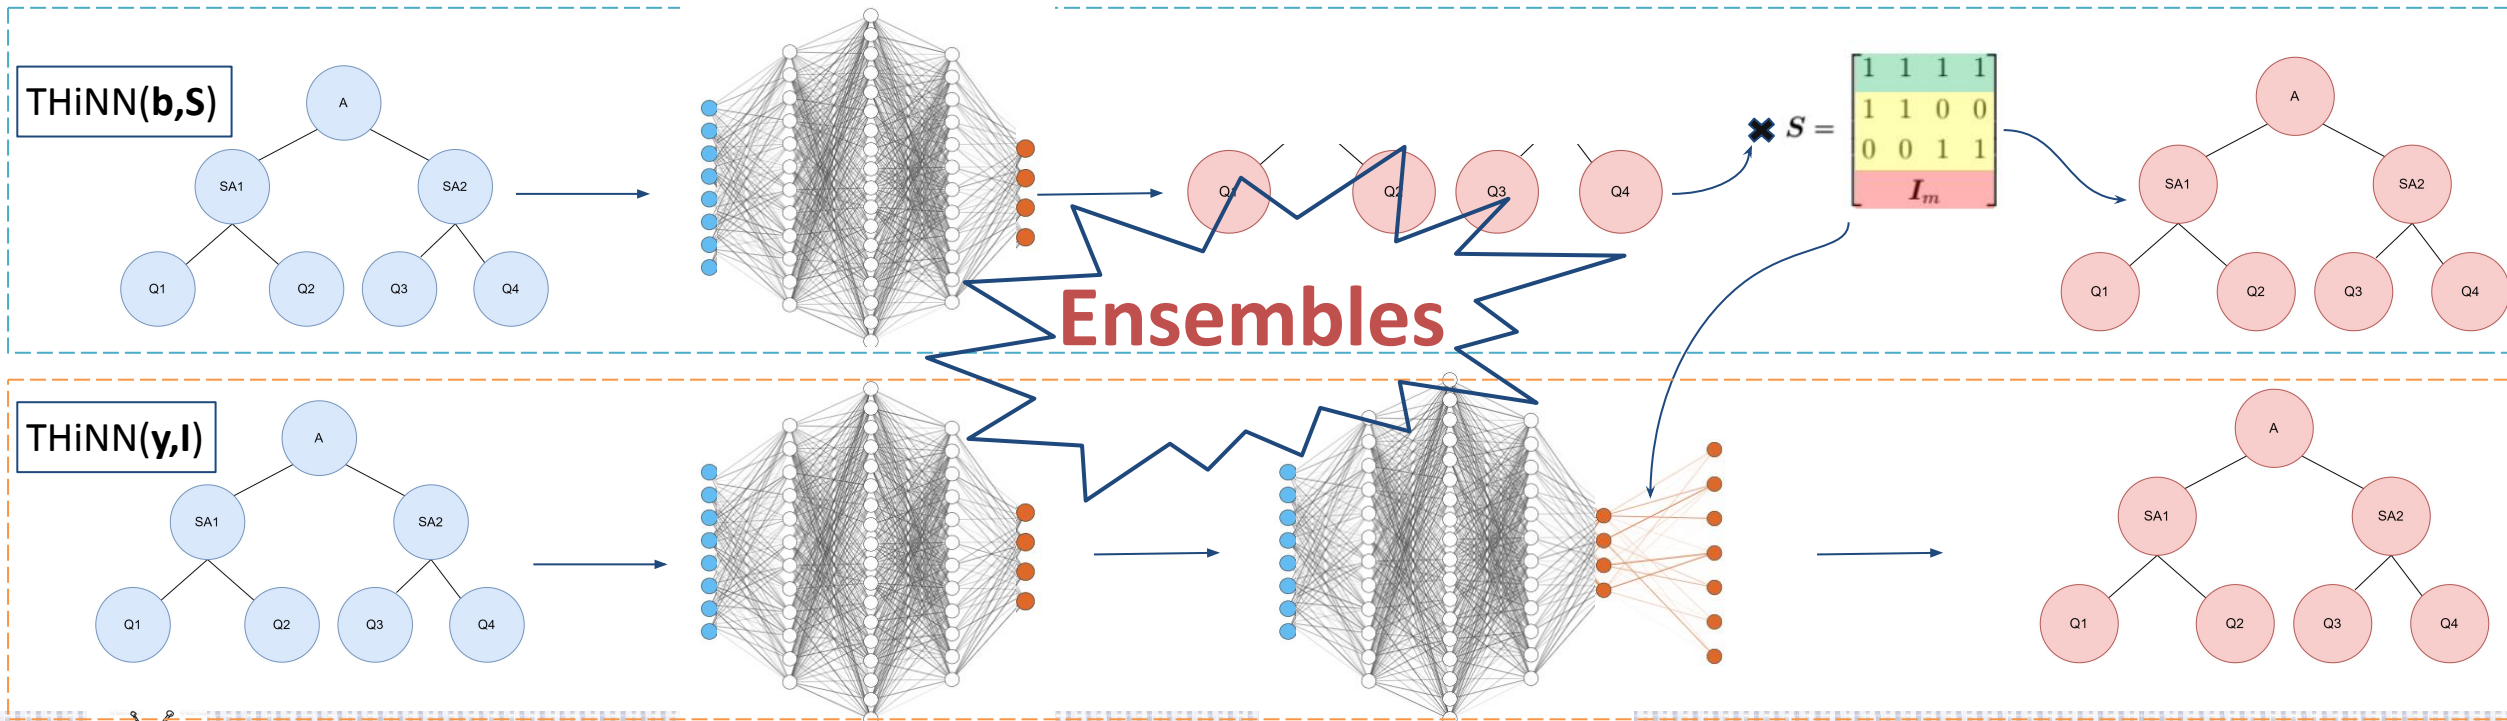 THiNN(b,S)
A
SA1
SA2
Q1
Q2
Q3
Q4
Q1
Q2
Q3
Q4
S =
1 1 1 1
1 1 0 0
0 0 1 1
Iₘ
A
SA1
SA2
Q1
Q2
Q3
Q4
Ensembles
THiNN(y,I)
A
SA1
SA2
Q1
Q2
Q3
Q4
A
SA1
SA2
Q1
Q2
Q3
Q4